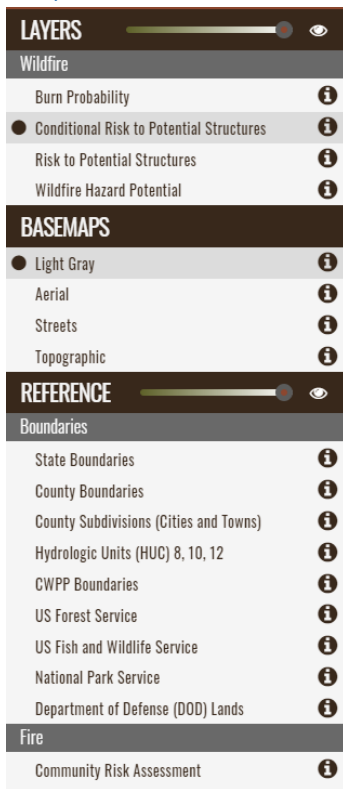 LAYERS
Wildfire
Burn Probability
Conditional Risk to Potential Structures
Risk to Potential Structures
Wildfire Hazard Potential
BASEMAPS
Light Gray
Aerial
Streets
Topographic
REFERENCE
Boundaries
State Boundaries
County Boundaries
County Subdivisions (Cities and Towns)
Hydrologic Units (HUC) 8, 10, 12
CWPP Boundaries
US Forest Service
US Fish and Wildlife Service
National Park Service
Department of Defense (DOD) Lands
Fire
Community Risk Assessment